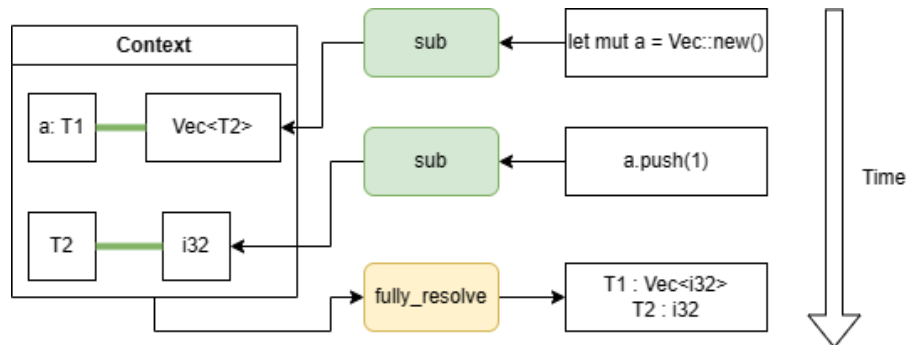 Context
sub
let mut a = Vec::new()
a: T1
Vec<T2>
sub
a.push(1)
Time
T2
i32
fully_resolve
T1 : Vec<i32>
T2 : i32